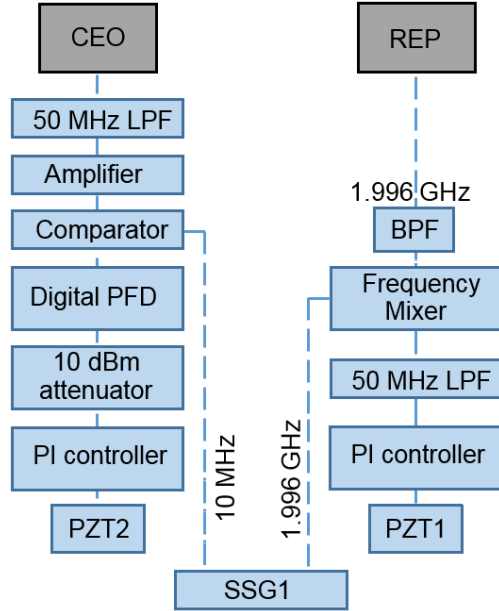 CEO
50 MHz LPF
Amplifier
Comparator
Digital PFD
10 dBm
attenuator
PI controller
PZT2
10 MHz
REP
1.996 GHz
BPF
Frequency
Mixer
50 MHz LPF
PI controller
PZT1
1.996 GHz
SSG1